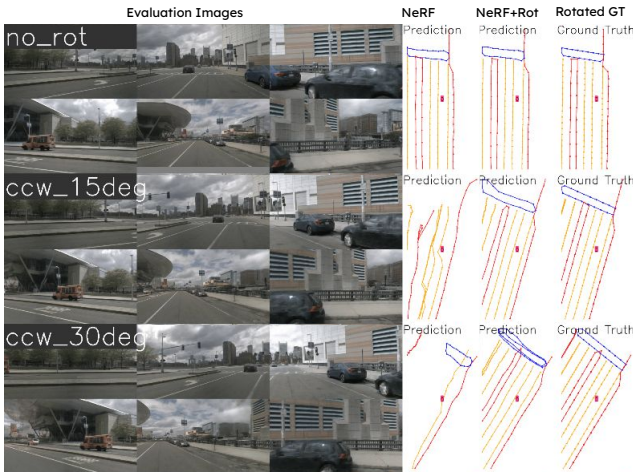 Evaluation Images
NeRF
NeRF+Rot
Rotated GT
no_rot
Prediction
Prediction
Ground Truth
ccw_15deg
Prediction
Prediction
Ground Truth
ccw_30deg
Prediction
Prediction
Ground Truth